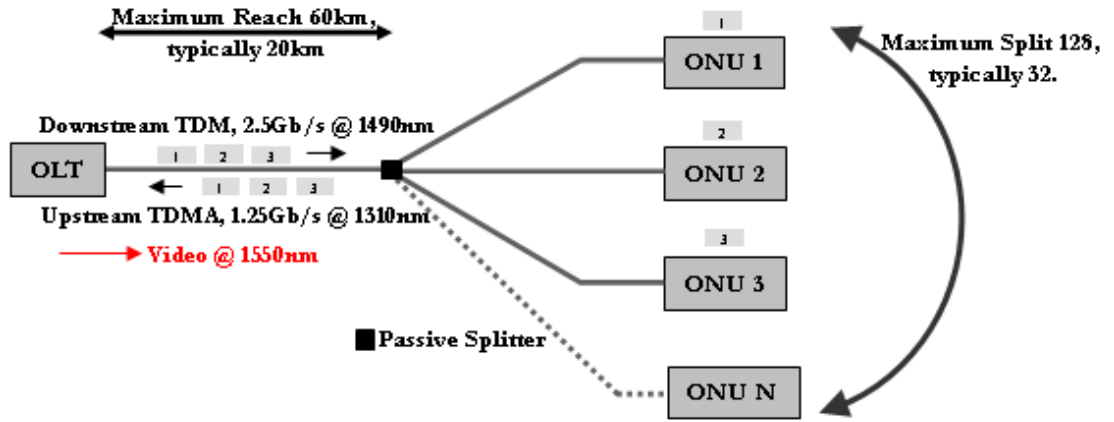 Maximum Reach 60km,
typically 20km
1
ONU 1
Maximum Split 128,
typically 32.
Downstream TDM, 2.5Gb/s @ 1490nm
1 2 3
OLT
2
ONU 2
1 2 3
Upstream TDMA, 1.25Gb/s @ 1310nm
Video @ 1550nm
3
ONU 3
Passive Splitter
ONU N